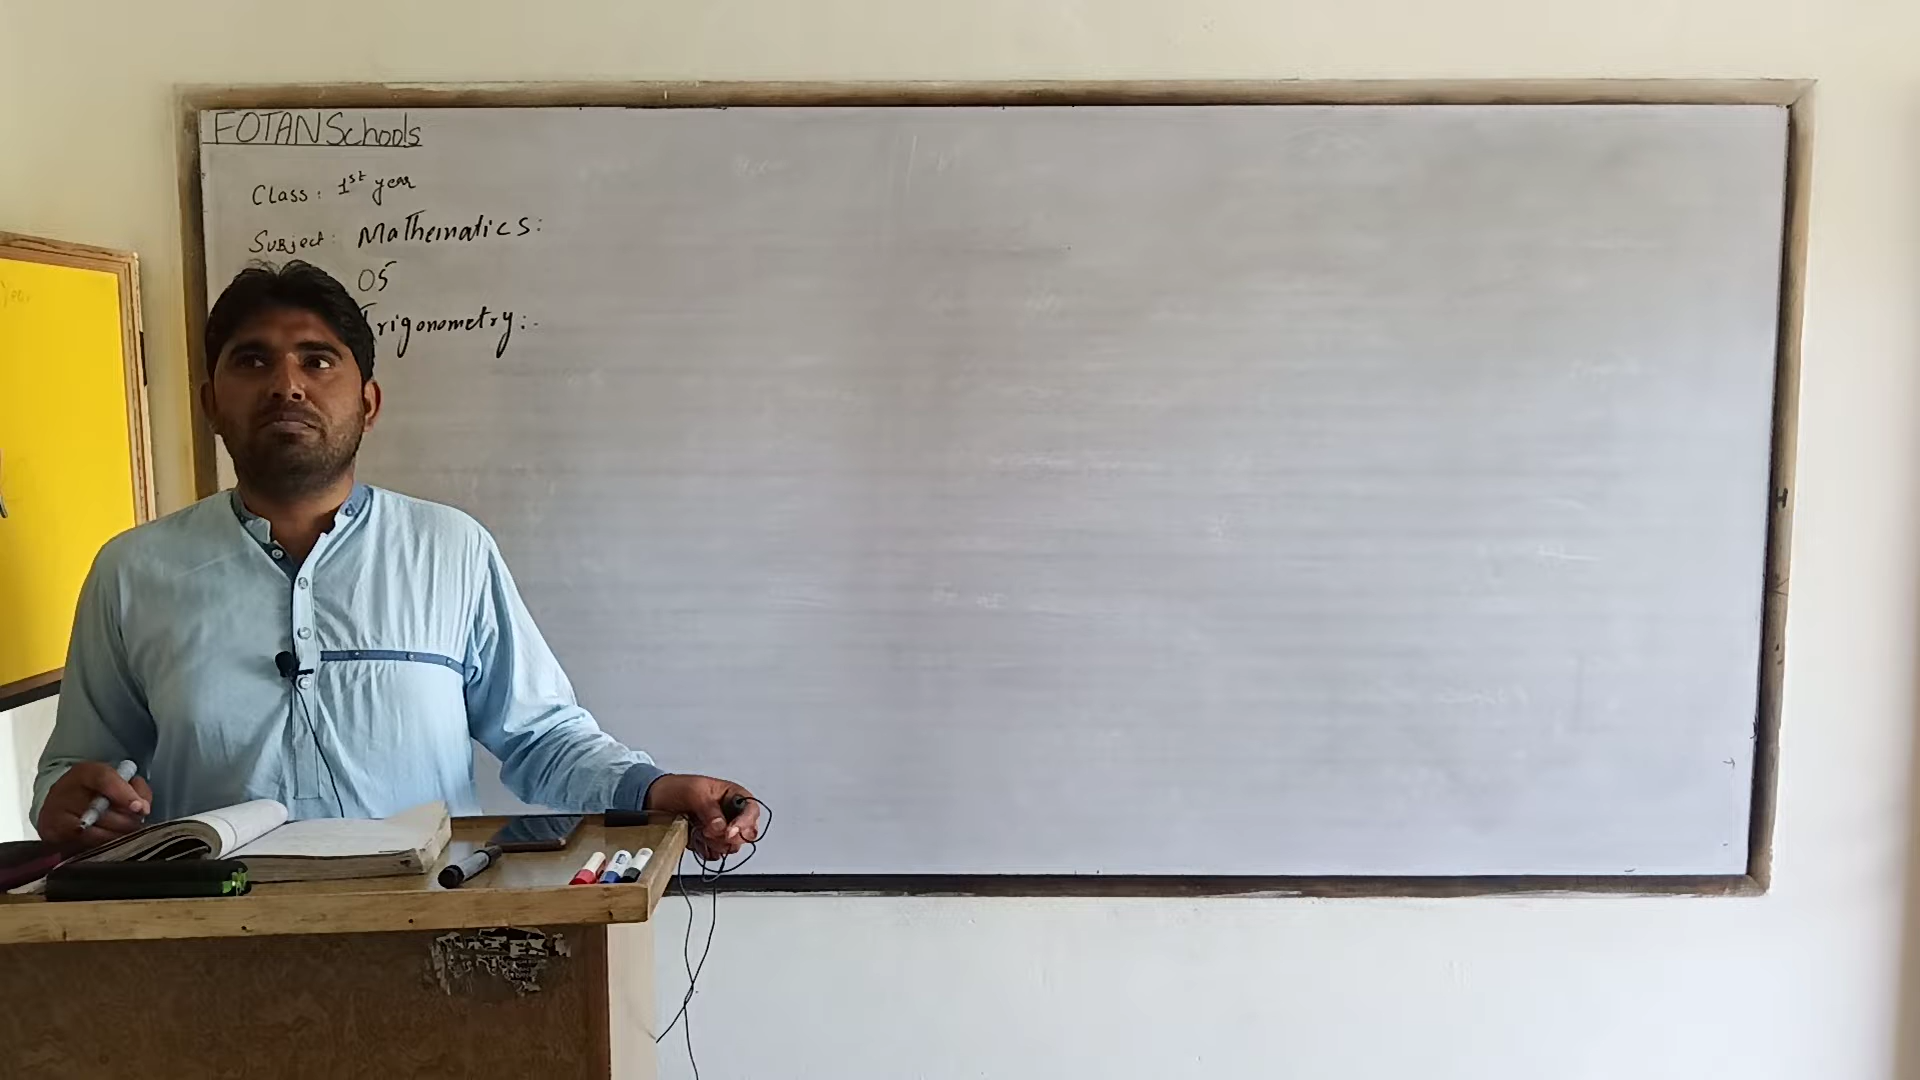 FOTAN Schools
Class: 1st year
Subject: Mathematics:
05
Trigonometry:-